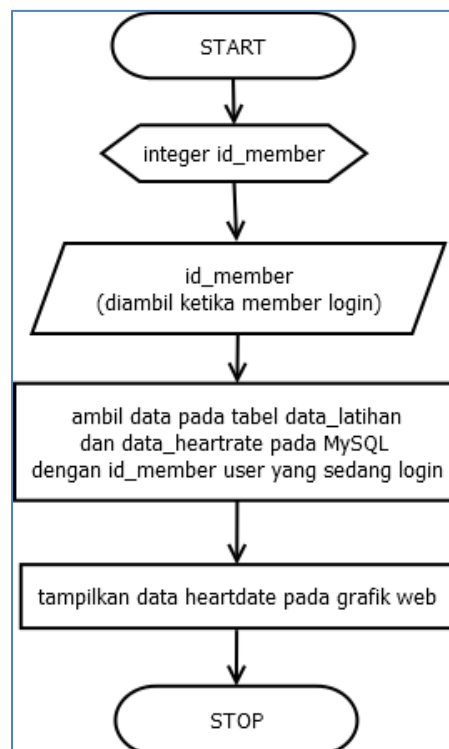 START
integer id_member
id_member
(diambil ketika member login)
ambil data pada tabel data_latihan
dan data_heartrate pada MySQL
dengan id_member user yang sedang login
tampilkan data heartdate pada grafik web
STOP